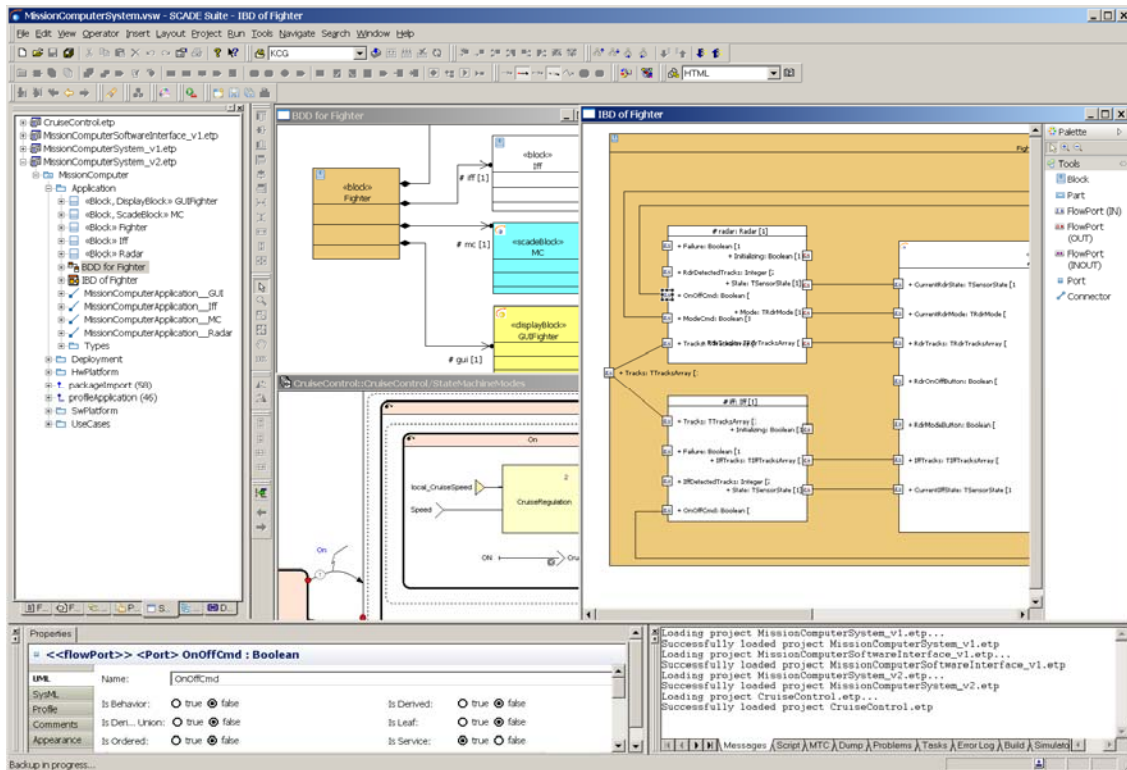 MissionComputerSystem.vsw - SCADE Suite - IBD of Fighter
File Edit View Operator Insert Layout Project Run Tools Navigate Search Window Help
KCG
HTML
CruiseControl.etp
MissionComputerSoftwareInterface_v1.etp
MissionComputerSystem_v1.etp
MissionComputerSystem_v2.etp
MissionComputer
Application
«Block, DisplayBlock» GUIFighter
«Block, ScadeBlock» MC
«Block» Fighter
«Block» Iff
«Block» Radar
BDD for Fighter
IBD of Fighter
MissionComputerApplication__GUI
MissionComputerApplication__Iff
MissionComputerApplication__MC
MissionComputerApplication__Radar
Types
Deployment
HwPlatform
packageImport (58)
profileApplication (46)
SwPlatform
UseCases
F... F... P... S... D...
BDD for Fighter
«block»
Fighter
«block»
Iff
# iff [1]
«scadeBlock»
MC
# mc [1]
«displayBlock»
GUIFighter
# gui [1]
CruiseControl::CruiseControl/StateMachineModes
On
2
local_CruiseSpeed
CruiseRegulation
Speed
ON
Cru
On
1
IBD of Fighter
Figh
# radar: Radar [1]
+ Failure: Boolean [1
+ Initializing: Boolean [1
+ RdrDetectedTracks: Integer [
+ State: TSensorState [1]
+ OnOffCmd: Boolean [
+ Mode: TRdrMode [
+ ModeCmd: Boolean [
+ RdrTracks: TRdrTracksArray [
+ Tracks: TTracksArray [
# iff: Iff [1]
+ Tracks: TTracksArray [
+ Initializing: Boolean [1
+ Failure: Boolean [
+ IffTracks: TIffTracksArray [
+ IffDetectedTracks: Integer [
+ State: TSensorState [1]
+ OnOffCmd: Boolean [
+ CurrentRdrState: TSensorState [1
+ CurrentRdrMode: TRdrMode [
+ RdrTracks: TRdrTracksArray [
+ RdrOnOffButton: Boolean [
+ RdrModeButton: Boolean [
+ IffTracks: TIffTracksArray [
+ CurrentIffState: TSensorState [1
Palette
Tools
Block
Part
FlowPort (IN)
FlowPort
(OUT)
FlowPort
(INOUT)
Port
Connector
Properties
<<flowPort>> <Port> OnOffCmd : Boolean
UML
SysML
Profile
Comments
Appearance
Name: OnOffCmd
Is Behavior: true false Is Derived: true false
Is Deri... Union: true false Is Leaf: true false
Is Ordered: true false Is Service: true false
Loading project MissionComputerSystem_v1.etp...
Successfully loaded project MissionComputerSystem_v1.etp
Loading project MissionComputerSoftwareInterface_v1.etp...
Successfully loaded project MissionComputerSoftwareInterface_v1.etp
Loading project MissionComputerSystem_v2.etp...
Successfully loaded project MissionComputerSystem_v2.etp
Loading project CruiseControl.etp...
Successfully loaded project CruiseControl.etp
Messages Script MTC Dump Problems Tasks Error Log Build Simulato
Backup in progress...